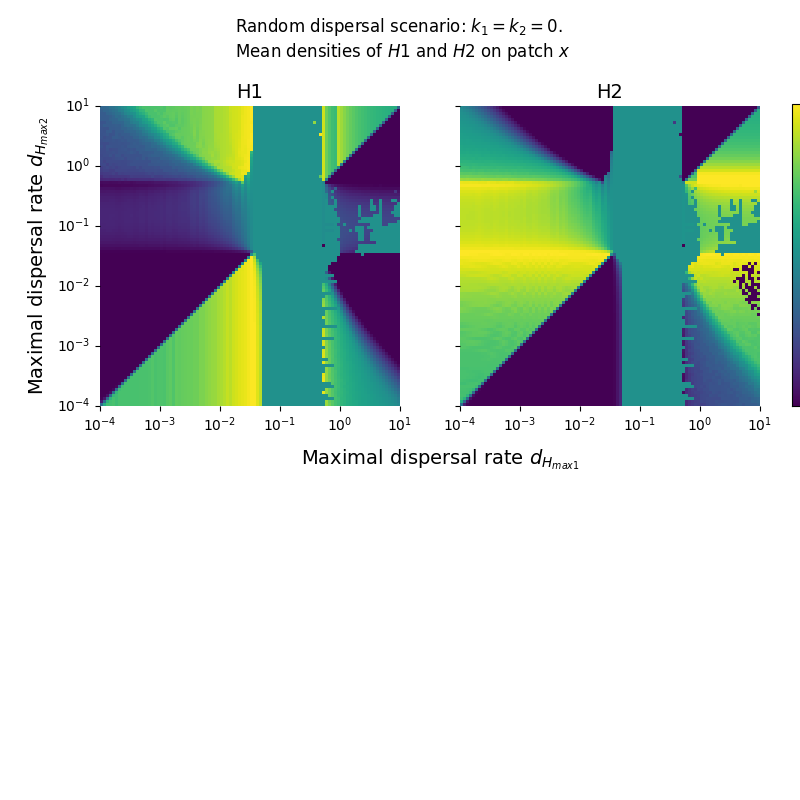 Random dispersal scenario: k₁ = k₂ = 0.
Mean densities of H1 and H2 on patch x
H1
H2
Maximal dispersal rate d_{H_{max2}}
10¹
10⁰
10⁻¹
10⁻²
10⁻³
10⁻⁴
10⁻⁴ 10⁻³ 10⁻² 10⁻¹ 10⁰ 10¹
10⁻⁴ 10⁻³ 10⁻² 10⁻¹ 10⁰ 10¹
Maximal dispersal rate d_{H_{max1}}